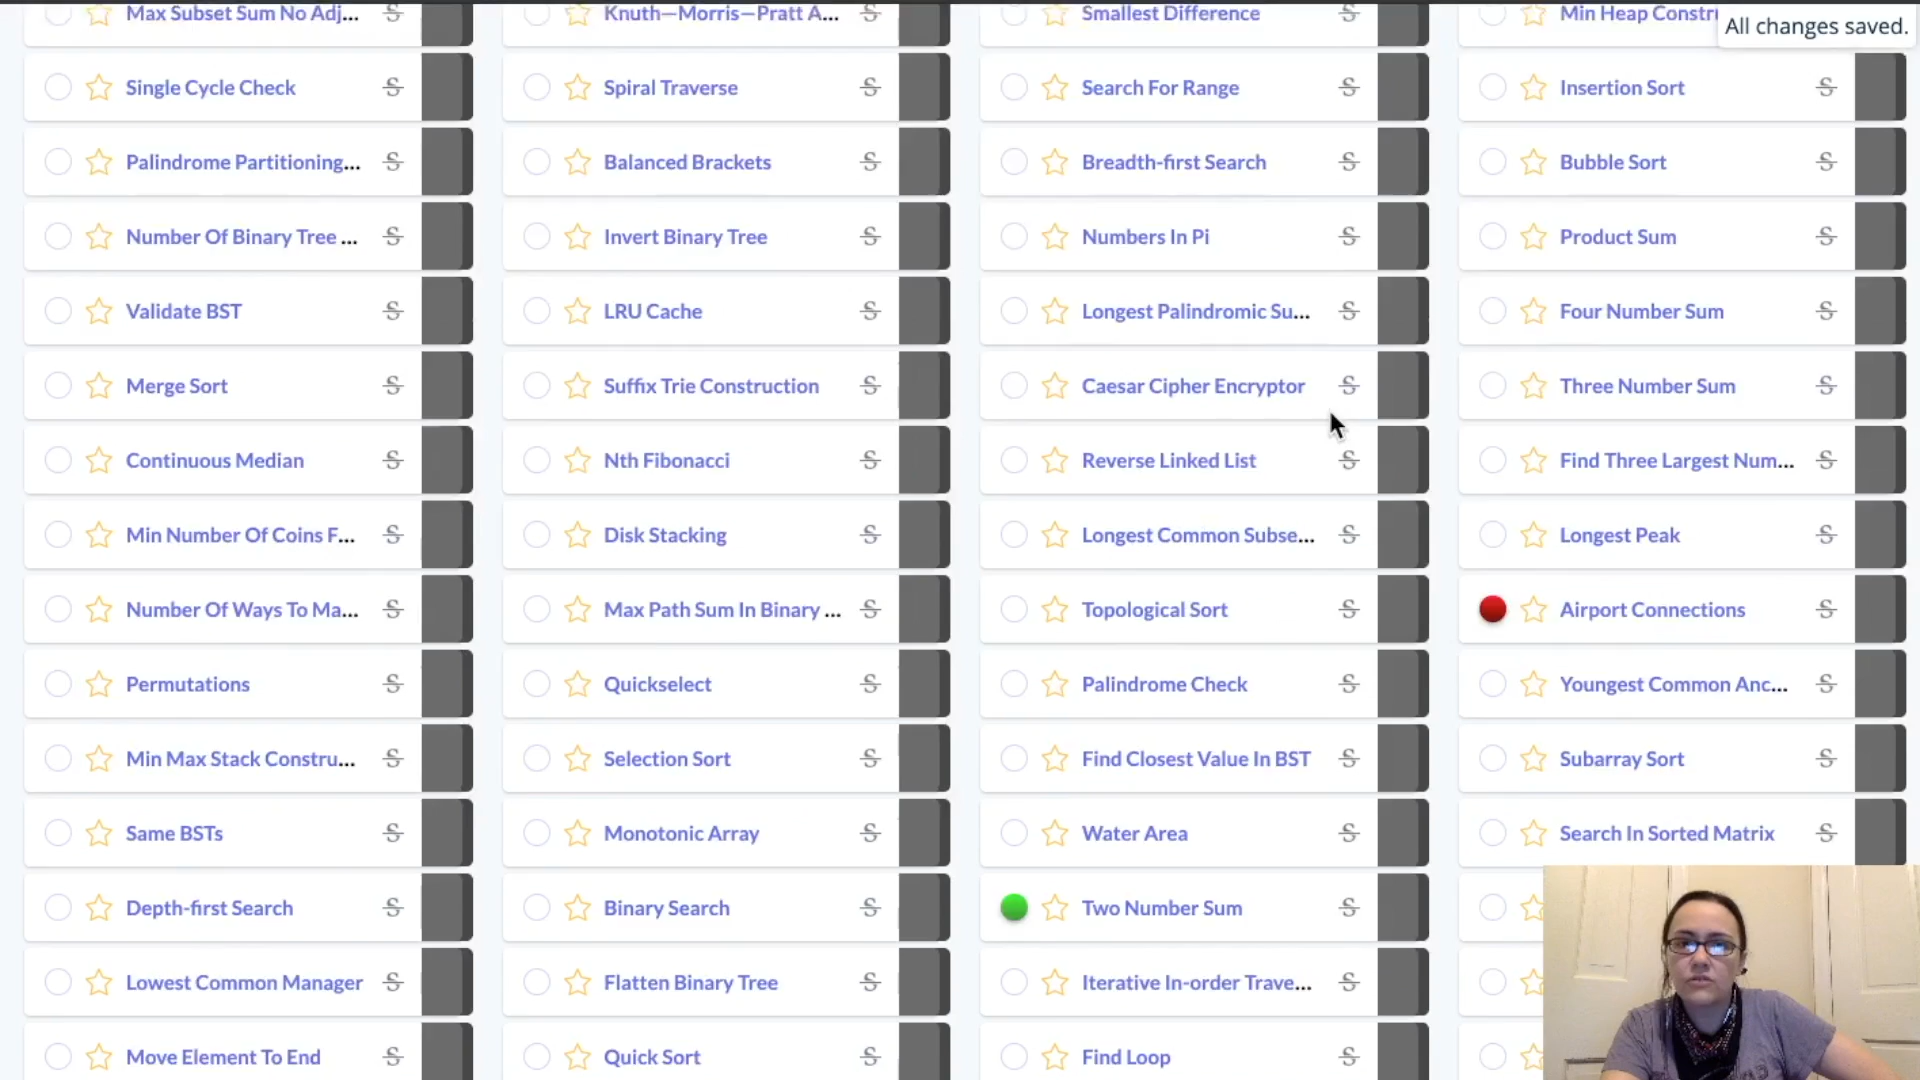 Max Subset Sum No Adj...
Knuth—Morris—Pratt A...
Smallest Difference
Min Heap Constr
All changes saved.
Single Cycle Check
Spiral Traverse
Search For Range
Insertion Sort
Palindrome Partitioning...
Balanced Brackets
Breadth-first Search
Bubble Sort
Number Of Binary Tree ...
Invert Binary Tree
Numbers In Pi
Product Sum
Validate BST
LRU Cache
Longest Palindromic Su...
Four Number Sum
Merge Sort
Suffix Trie Construction
Caesar Cipher Encryptor
Three Number Sum
Continuous Median
Nth Fibonacci
Reverse Linked List
Find Three Largest Num...
Min Number Of Coins F...
Disk Stacking
Longest Common Subse...
Longest Peak
Number Of Ways To Ma...
Max Path Sum In Binary ...
Topological Sort
Airport Connections
Permutations
Quickselect
Palindrome Check
Youngest Common Anc...
Min Max Stack Constru...
Selection Sort
Find Closest Value In BST
Subarray Sort
Same BSTs
Monotonic Array
Water Area
Search In Sorted Matrix
Depth-first Search
Binary Search
Two Number Sum
Lowest Common Manager
Flatten Binary Tree
Iterative In-order Trave...
Move Element To End
Quick Sort
Find Loop